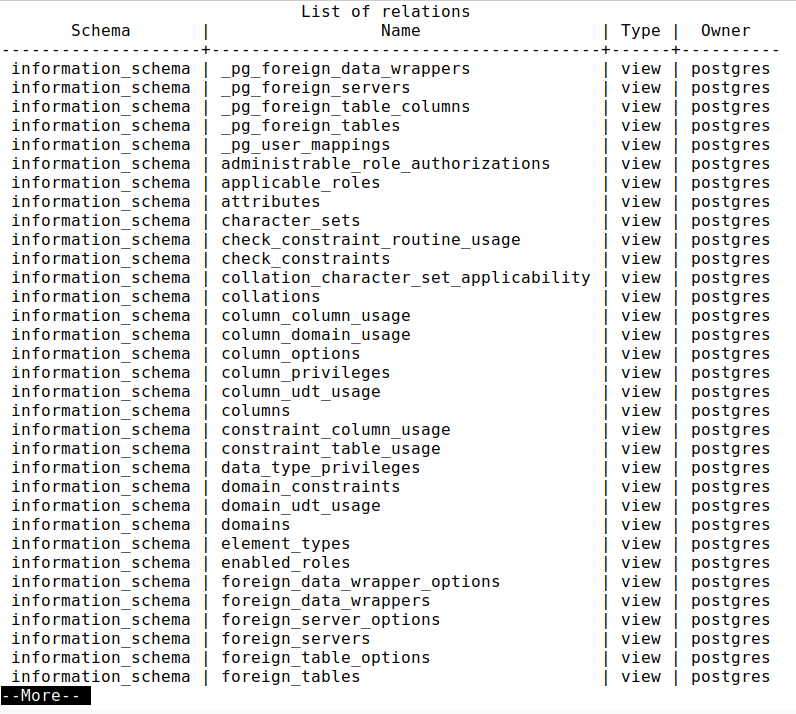 List of relations
Schema | Name | Type | Owner
--------------------+---------------------------------------+------+----------
information_schema | _pg_foreign_data_wrappers | view | postgres
information_schema | _pg_foreign_servers | view | postgres
information_schema | _pg_foreign_table_columns | view | postgres
information_schema | _pg_foreign_tables | view | postgres
information_schema | _pg_user_mappings | view | postgres
information_schema | administrable_role_authorizations | view | postgres
information_schema | applicable_roles | view | postgres
information_schema | attributes | view | postgres
information_schema | character_sets | view | postgres
information_schema | check_constraint_routine_usage | view | postgres
information_schema | check_constraints | view | postgres
information_schema | collation_character_set_applicability | view | postgres
information_schema | collations | view | postgres
information_schema | column_column_usage | view | postgres
information_schema | column_domain_usage | view | postgres
information_schema | column_options | view | postgres
information_schema | column_privileges | view | postgres
information_schema | column_udt_usage | view | postgres
information_schema | columns | view | postgres
information_schema | constraint_column_usage | view | postgres
information_schema | constraint_table_usage | view | postgres
information_schema | data_type_privileges | view | postgres
information_schema | domain_constraints | view | postgres
information_schema | domain_udt_usage | view | postgres
information_schema | domains | view | postgres
information_schema | element_types | view | postgres
information_schema | enabled_roles | view | postgres
information_schema | foreign_data_wrapper_options | view | postgres
information_schema | foreign_data_wrappers | view | postgres
information_schema | foreign_server_options | view | postgres
information_schema | foreign_servers | view | postgres
information_schema | foreign_table_options | view | postgres
information_schema | foreign_tables | view | postgres
--More--